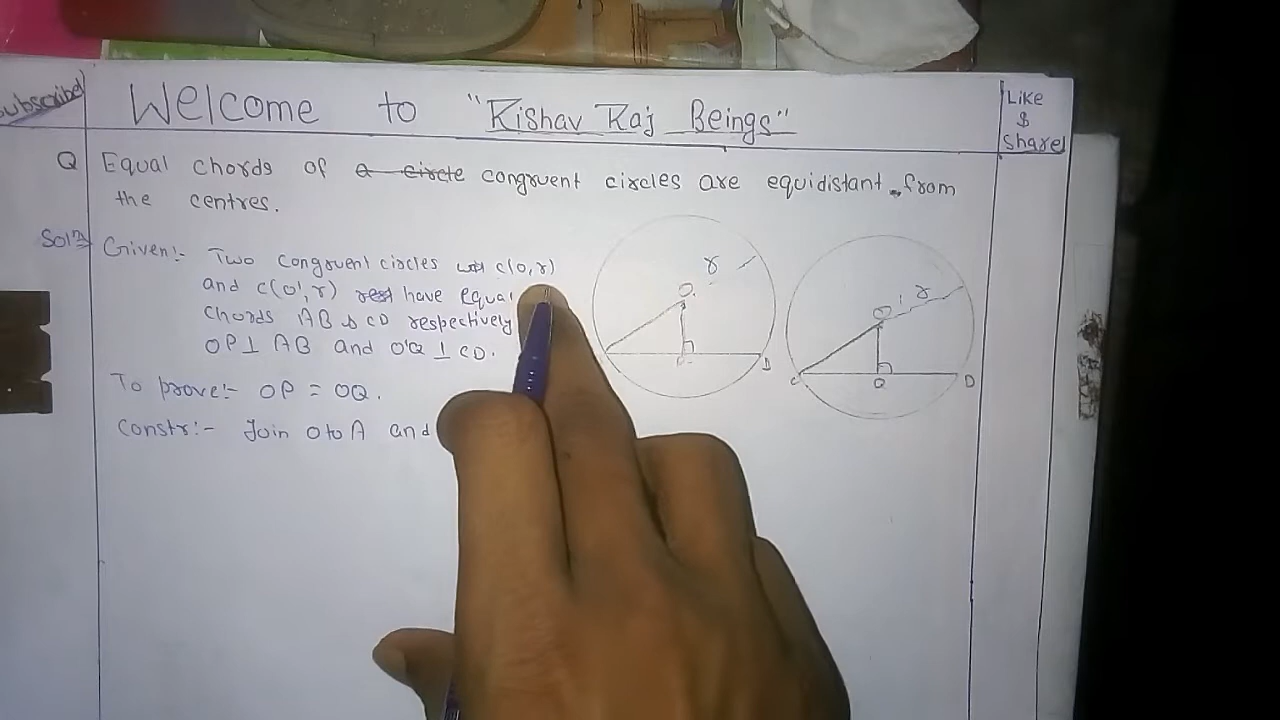 Subscribe
Welcome to "Rishav Raj Beings"
Like
$
Share
Q Equal chords of a circle congruent circles are equidistant from
the centres.
Soln Given:- Two congruent circles C(O,r)
and C(O',r) have Equal
Chords AB & CD respectively
OP⊥ AB and O'Q ⊥ CD.
To prove:- OP = OQ.
Constr:- Join O to A and
O r
B
O' r
C Q D